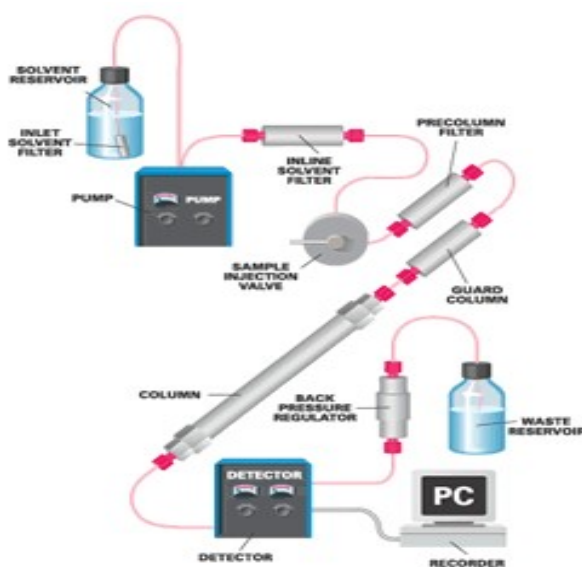 SOLVENT
RESERVOIR
INLET
SOLVENT
FILTER
PUMP
PUMP
INLINE
SOLVENT
FILTER
PRECOLUMN
FILTER
SAMPLE
INJECTION
VALVE
GUARD
COLUMN
COLUMN
BACK
PRESSURE
REGULATOR
WASTE
RESERVOIR
DETECTOR
DETECTOR
PC
RECORDER